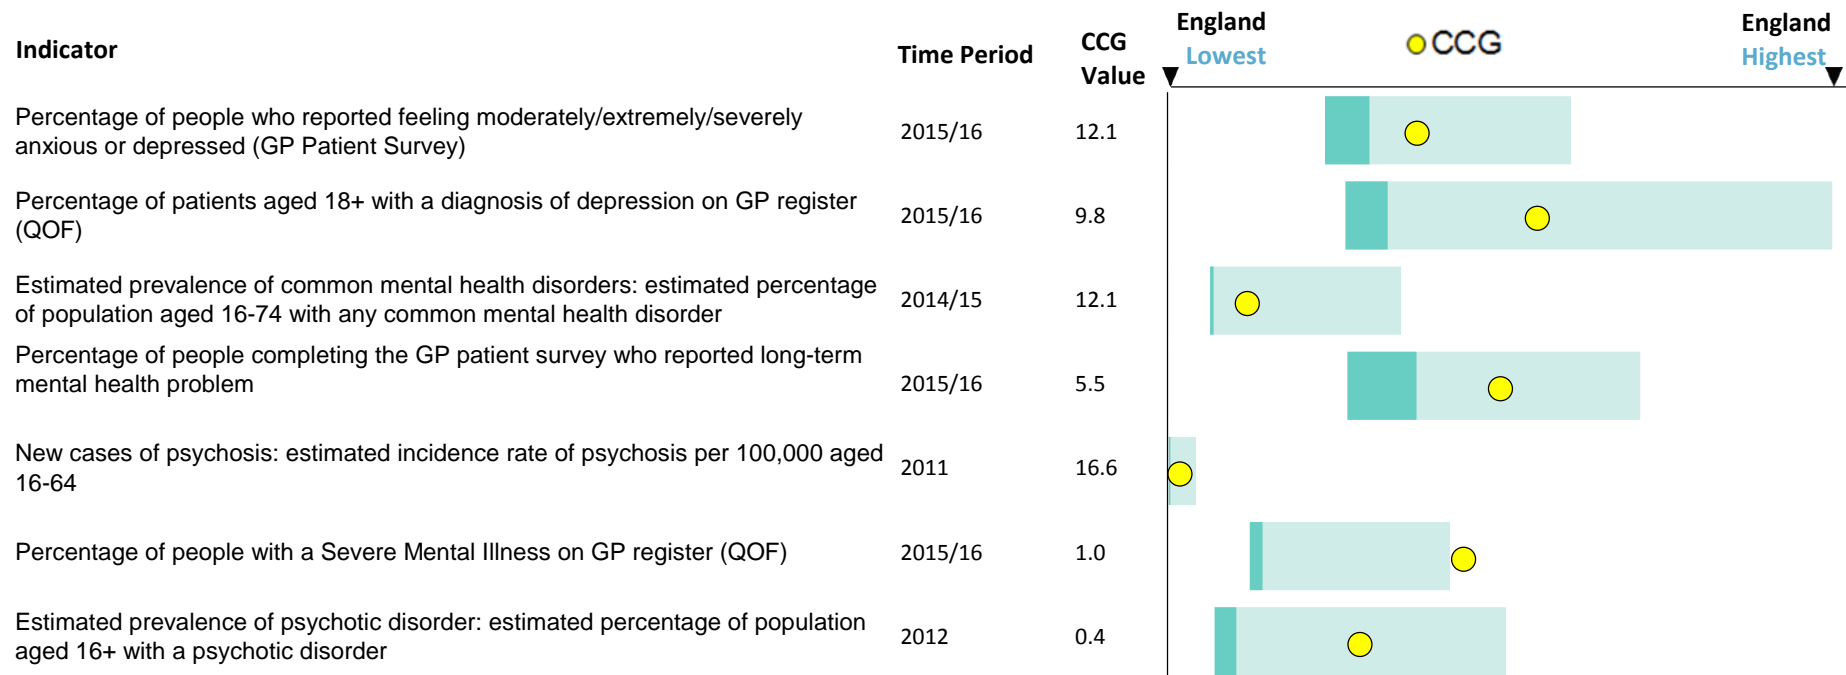 Indicator
Time Period
CCG
Value
England
Lowest
CCG
England
Highest
Percentage of people who reported feeling moderately/extremely/severely
anxious or depressed (GP Patient Survey)
2015/16
12.1
Percentage of patients aged 18+ with a diagnosis of depression on GP register
(QOF)
2015/16
9.8
Estimated prevalence of common mental health disorders: estimated percentage
of population aged 16-74 with any common mental health disorder
2014/15
12.1
Percentage of people completing the GP patient survey who reported long-term
mental health problem
2015/16
5.5
New cases of psychosis: estimated incidence rate of psychosis per 100,000 aged
16-64
2011
16.6
Percentage of people with a Severe Mental Illness on GP register (QOF)
2015/16
1.0
Estimated prevalence of psychotic disorder: estimated percentage of population
aged 16+ with a psychotic disorder
2012
0.4